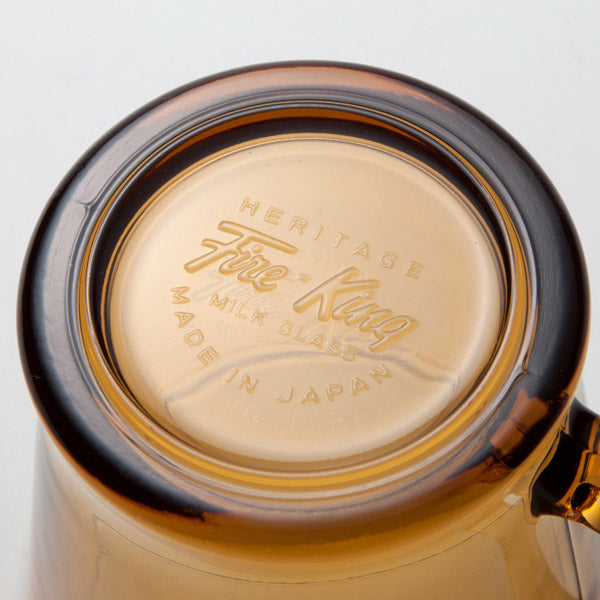 HERITAGE
Fire-King
MILK GLASS
MADE IN JAPAN